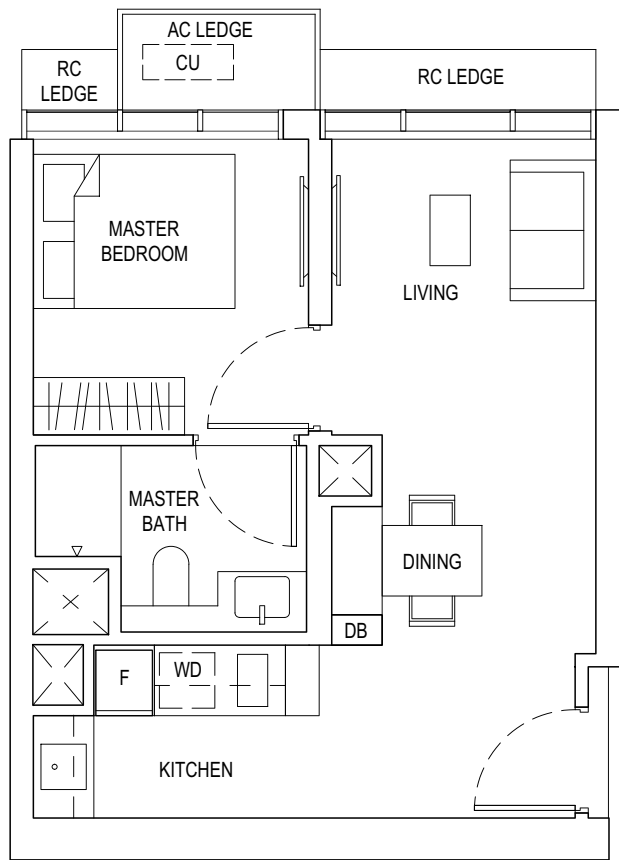 AC LEDGE
CU
RC
LEDGE
RC LEDGE
MASTER
BEDROOM
LIVING
MASTER
BATH
DINING
DB
F
WD
KITCHEN